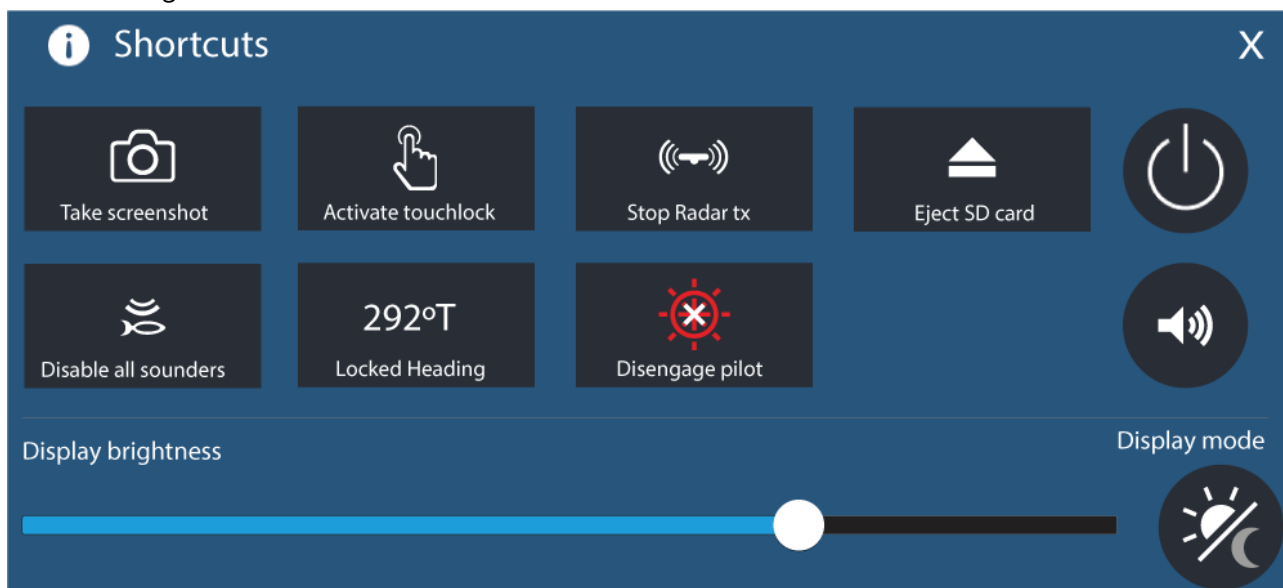 Shortcuts X
Take screenshot
Activate touchlock
Stop Radar tx
Eject SD card
Disable all sounders
292ºT
Locked Heading
Disengage pilot
Display brightness
Display mode